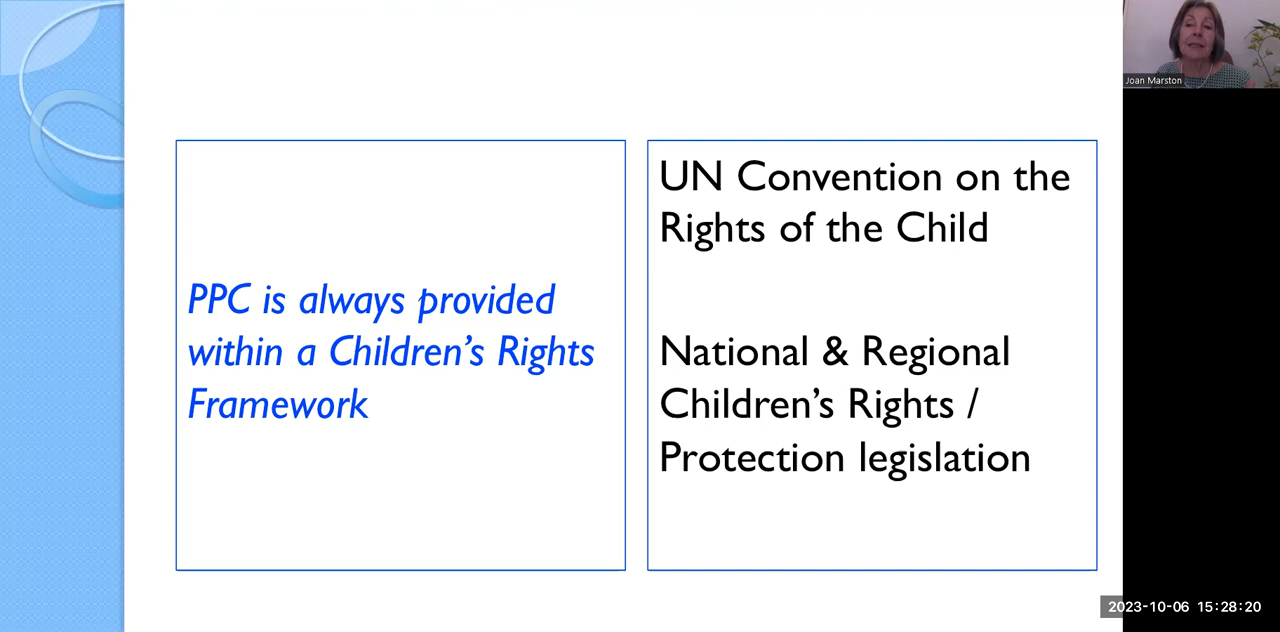 PPC is always provided
within a Children’s Rights
Framework
UN Convention on the
Rights of the Child
National & Regional
Children’s Rights /
Protection legislation
Joan Marston
2023-10-06 15:28:20